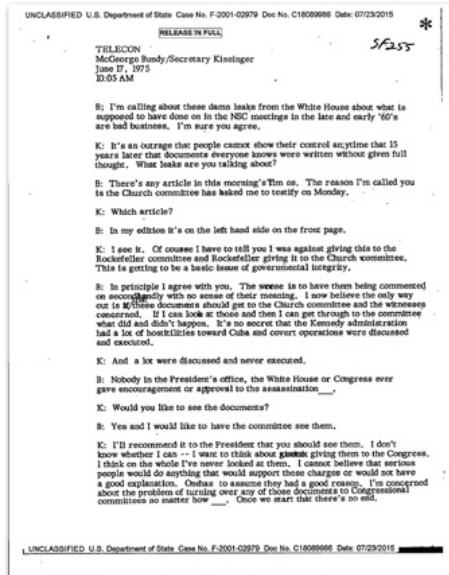 UNCLASSIFIED U.S. Department of State Case No. F-2001-02979 Doc No. C18089986 Date: 07/23/2015
RELEASE IN FULL
*
SF255
TELECON
McGeorge Bundy/Secretary Kissinger
June 17, 1975
10:05 AM
B; I'm calling about these damn leaks from the White House about what is
supposed to have done on in the NSC meetings in the late and early '60's
are bad business. I'm sure you agree.
K: It's an outrage that people cannot show their control an;ytime that 15
years later that documents everyone knows were written without given full
thought. What leaks are you talking about?
B: There's any article in this morning's Tim es. The reason I'm called you
is the Church committee has asked me to testify on Monday.
K: Which article?
B: In my edition it's on the left hand side on the front page.
K: I see it. Of course I have to tell you I was against giving this to the
Rockefeller committee and Rockefeller giving it to the Church committee.
This is getting to be a basic issue of governmental integrity.
B: In principle I agree with you. The is to have them being commented
on secondhandly with no sense of their meaning. I now believe the only way
out is these documents should get to the Church committee and the witnesses
concerned. If I can look at those and then I can get through to the committee
what did and didn't happen. It's no secret that the Kennedy administration
had a lot of hostilities toward Cuba and covert operations were discussed
and executed.
K: And a lot were discussed and never executed.
B: Nobody in the President's office, the White House or Congress ever
gave encouragement or approval to the assassination___.
K: Would you like to see the documents?
B: Yes and I would like to have the committee see them.
K: I'll recommend it to the President that you should see them. I don't
know whether I can -- I want to think about giving them to the Congress.
I think on the whole I've never looked at them. I cannot believe that serious
people would do anything that would support these charges or would not have
a good explanation. to assume they had a good reason. I'm concerned
about the problem of turning over any of those documents to Congressional
committees no matter how ___. Once we start that there's no end.
UNCLASSIFIED U.S. Department of State Case No. F-2001-02979 Doc No. C18089986 Date: 07/23/2015